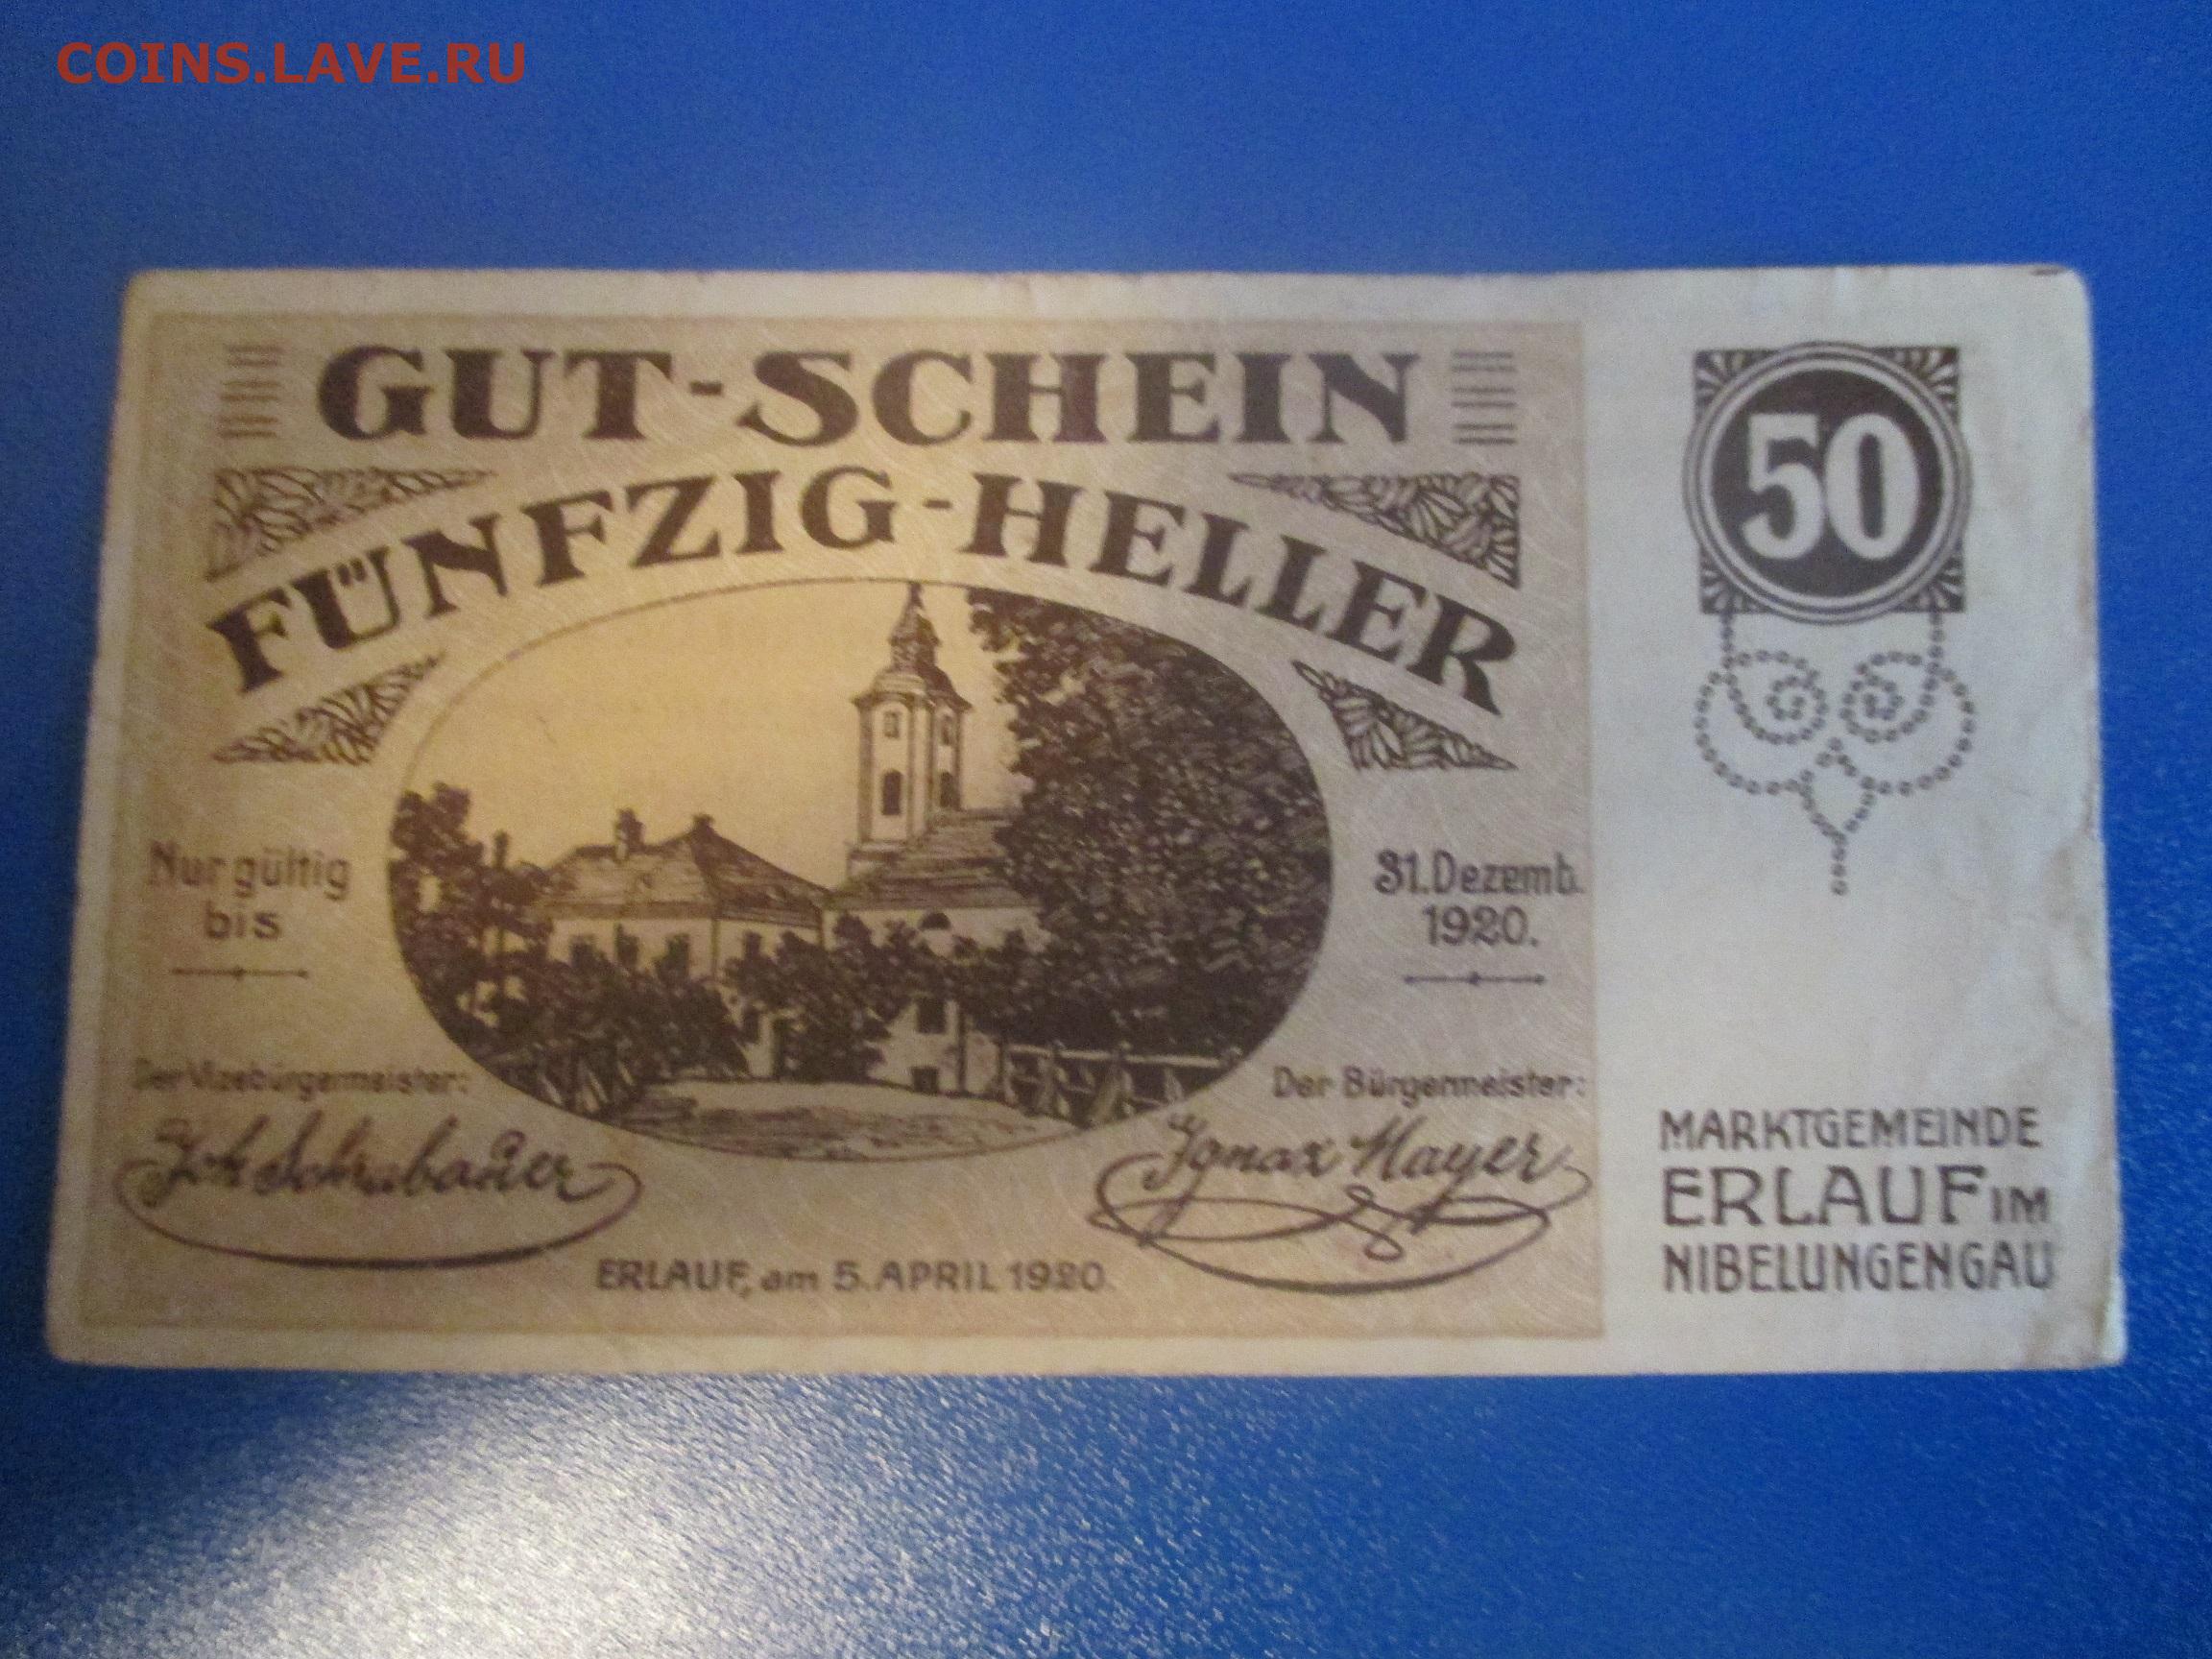 COINS.LAVE.RU
GUT-SCHEIN
FÜNFZIG-HELLER
50
Nur gültig
bis
31.Dezemb.
1920.
Der Vizebürgermeister:
Der Bürgermeister:
Ignax Mayer
ERLAUF, am 5. APRIL 1920.
MARKTGEMEINDE
ERLAUF IM
NIBELUNGENGAU